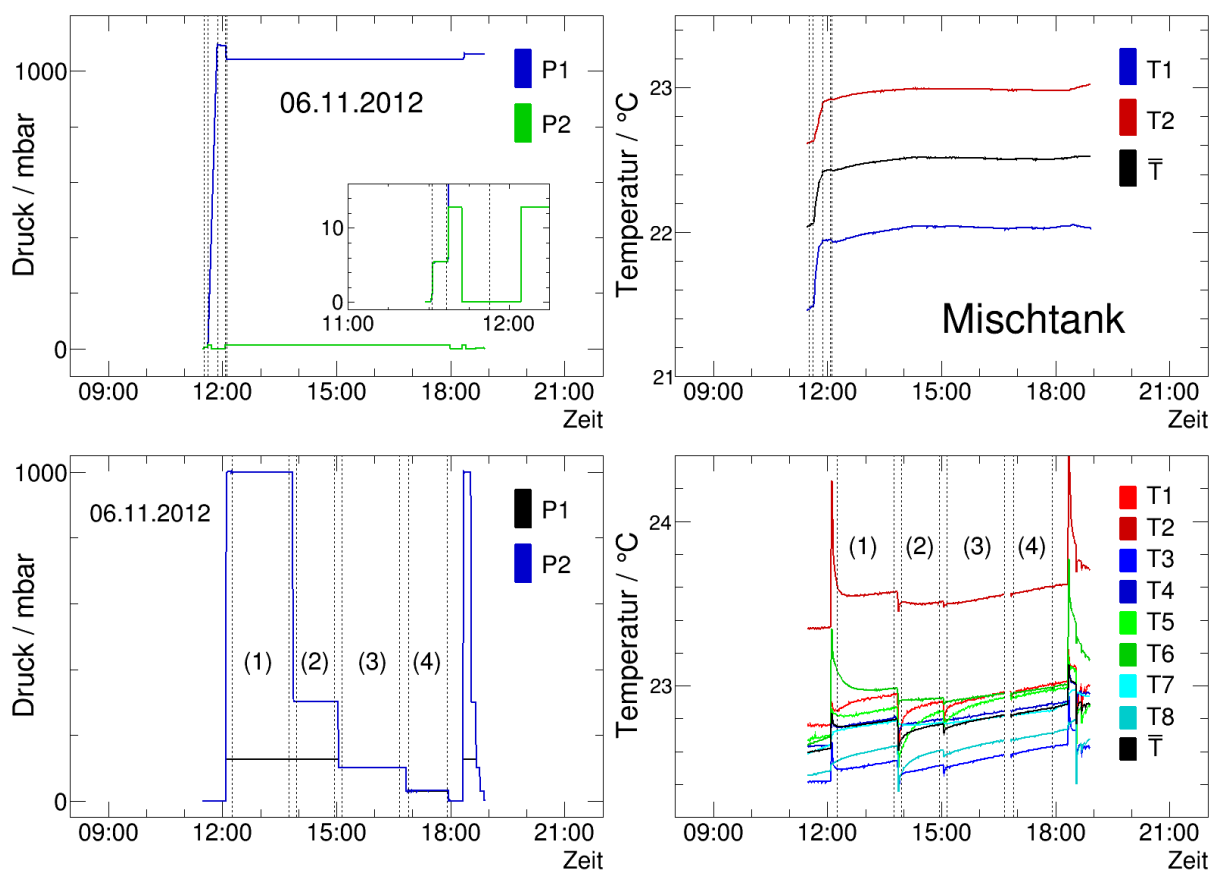 Druck / mbar
1000
0
06.11.2012
P1
P2
10
0
11:00 12:00
09:00 12:00 15:00 18:00 21:00
Zeit
Temperatur / °C
23
22
21
T1
T2
T̅
Mischtank
09:00 12:00 15:00 18:00 21:00
Zeit
Druck / mbar
1000
0
06.11.2012
P1
P2
(1) (2) (3) (4)
09:00 12:00 15:00 18:00 21:00
Zeit
Temperatur / °C
24
23
(1) (2) (3) (4)
T1
T2
T3
T4
T5
T6
T7
T8
T̅
09:00 12:00 15:00 18:00 21:00
Zeit